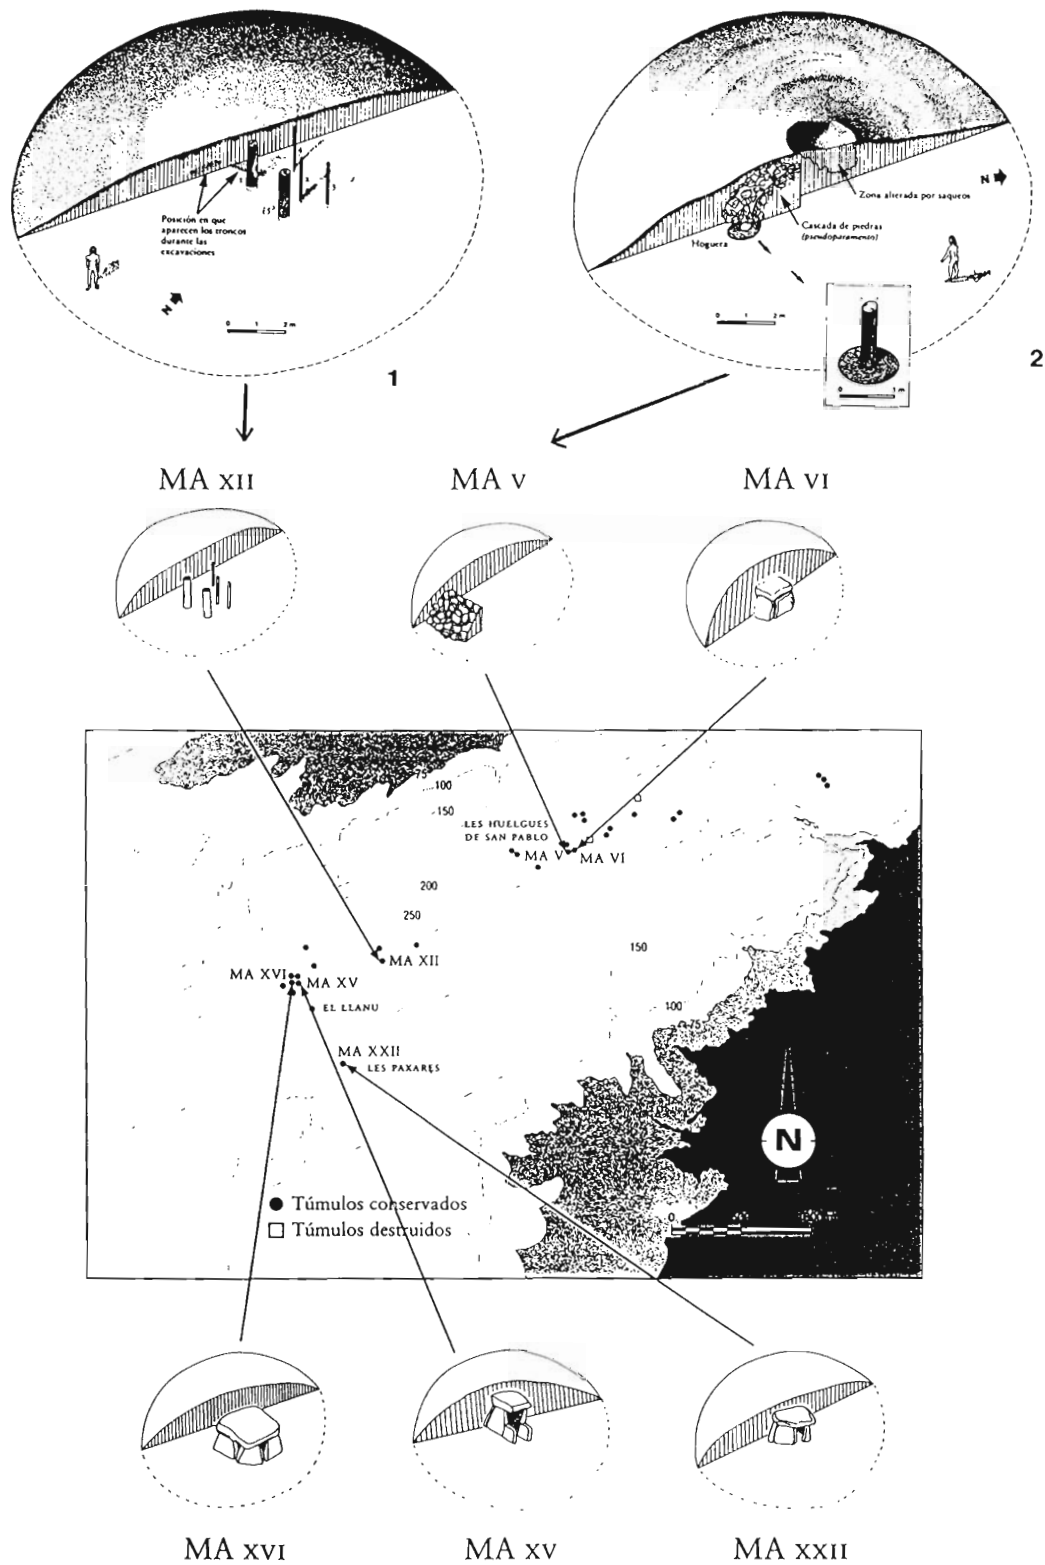 Posición en que
aparecen los troncos
durante las
excavaciones
N
0 1 2 m
1
Zona alterada por saqueos
N
Cascada de piedras
(pseudoparamento)
Hoguera
0 1 2 m
0 1 m
2
MA XII
MA V
MA VI
75
100
150
LES HUELGUES
DE SAN PABLO
MA V
MA VI
200
250
150
MA XII
MA XVI
MA XV
EL LLANU
100
75
MA XXII
LES PAXARES
N
Túmulos conservados
Túmulos destruidos
0
MA XVI
MA XV
MA XXII